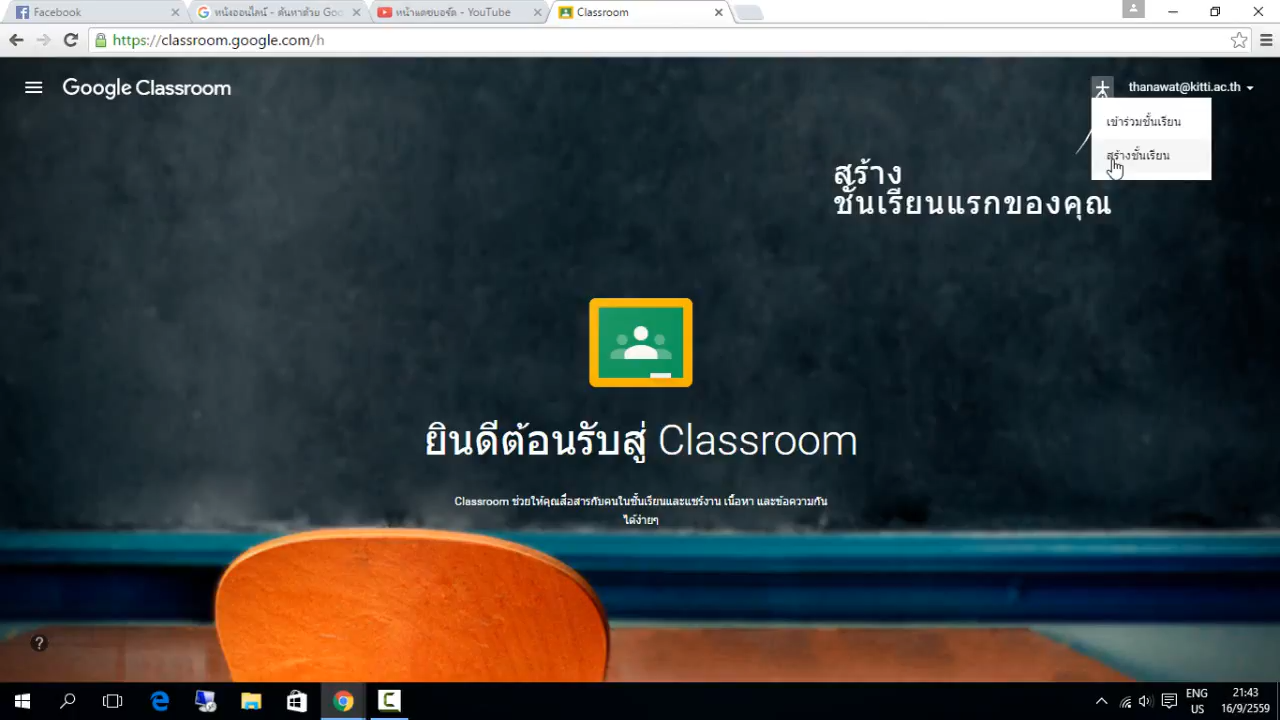 Facebook
หนังออนไลน์ - ค้นหาด้วย Goo
หน้าแดชบอร์ด - YouTube
Classroom
https://classroom.google.com/h
Google Classroom
thanawat@kitti.ac.th
เข้าร่วมชั้นเรียน
สร้างชั้นเรียน
สร้าง
ชั้นเรียนแรกของคุณ
ยินดีต้อนรับสู่ Classroom
Classroom ช่วยให้คุณสื่อสารกับคนในชั้นเรียนและแชร์งาน เนื้อหา และข้อความกัน
ได้ง่ายๆ
?
ENG
US
21:43
16/9/2559